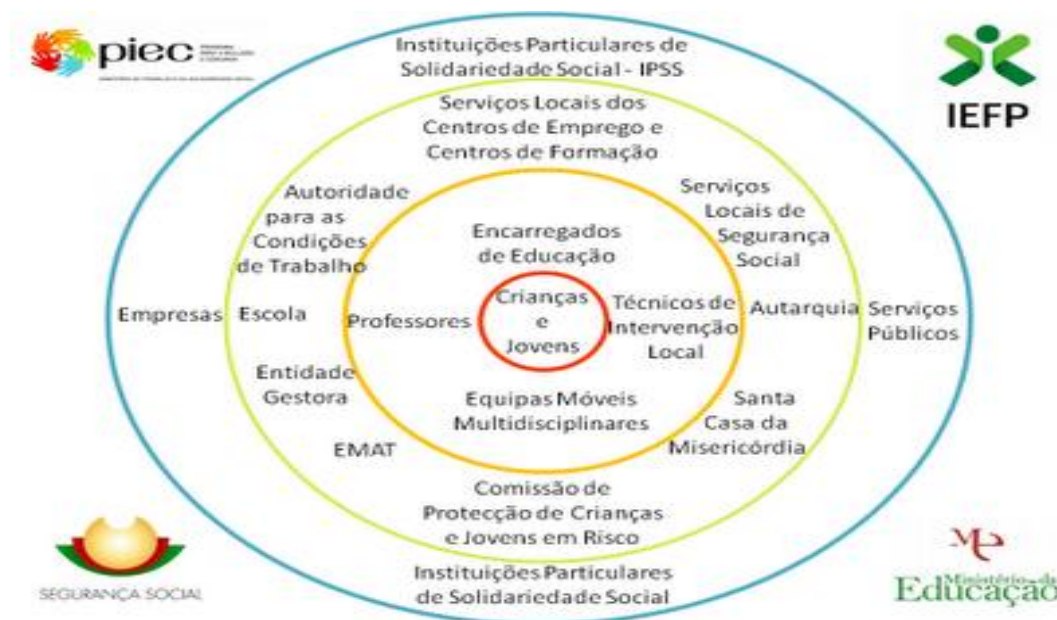 piec
IEFP
Instituições Particulares de
Solidariedade Social - IPSS
Serviços Locais dos
Centros de Emprego e
Centros de Formação
Autoridade
para as
Condições
de Trabalho
Serviços
Locais de
Segurança
Social
Encarregados
de Educação
Empresas
Escola
Professores
Crianças
e
Jovens
Técnicos de
Intervenção
Local
Autarquia
Serviços
Públicos
Entidade
Gestora
EMAT
Equipas Móveis
Multidisciplinares
Santa
Casa da
Misericórdia
Comissão de
Protecção de Crianças
e Jovens em Risco
Instituições Particulares
de Solidariedade Social
SEGURANÇA SOCIAL
Ministério da
Educação